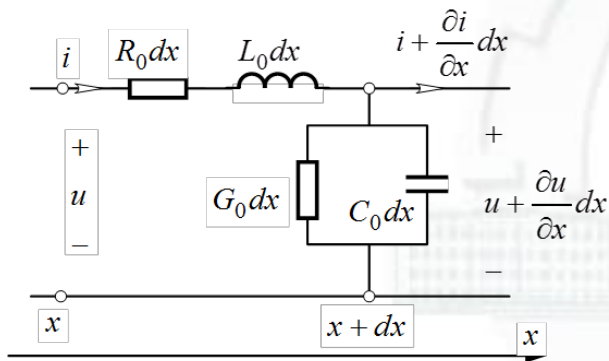 i
R₀dx
L₀dx
i + ∂i/∂x dx
+
u
−
G₀dx
C₀dx
+
u + ∂u/∂x dx
−
x
x + dx
x